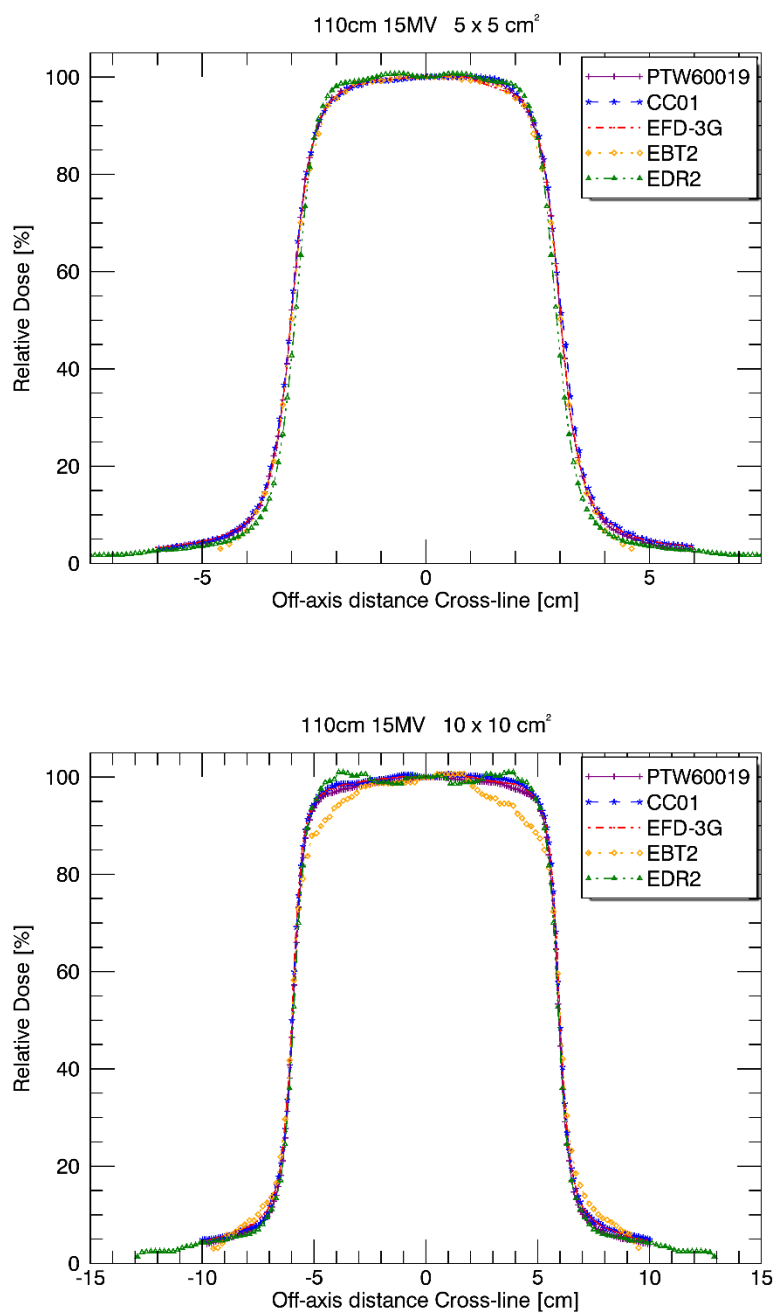 110cm 15MV 5 x 5 cm²
PTW60019
CC01
EFD-3G
EBT2
EDR2
100
80
60
40
20
0
Relative Dose [%]
-5 0 5
Off-axis distance Cross-line [cm]
110cm 15MV 10 x 10 cm²
PTW60019
CC01
EFD-3G
EBT2
EDR2
100
80
60
40
20
0
Relative Dose [%]
-15 -10 -5 0 5 10 15
Off-axis distance Cross-line [cm]